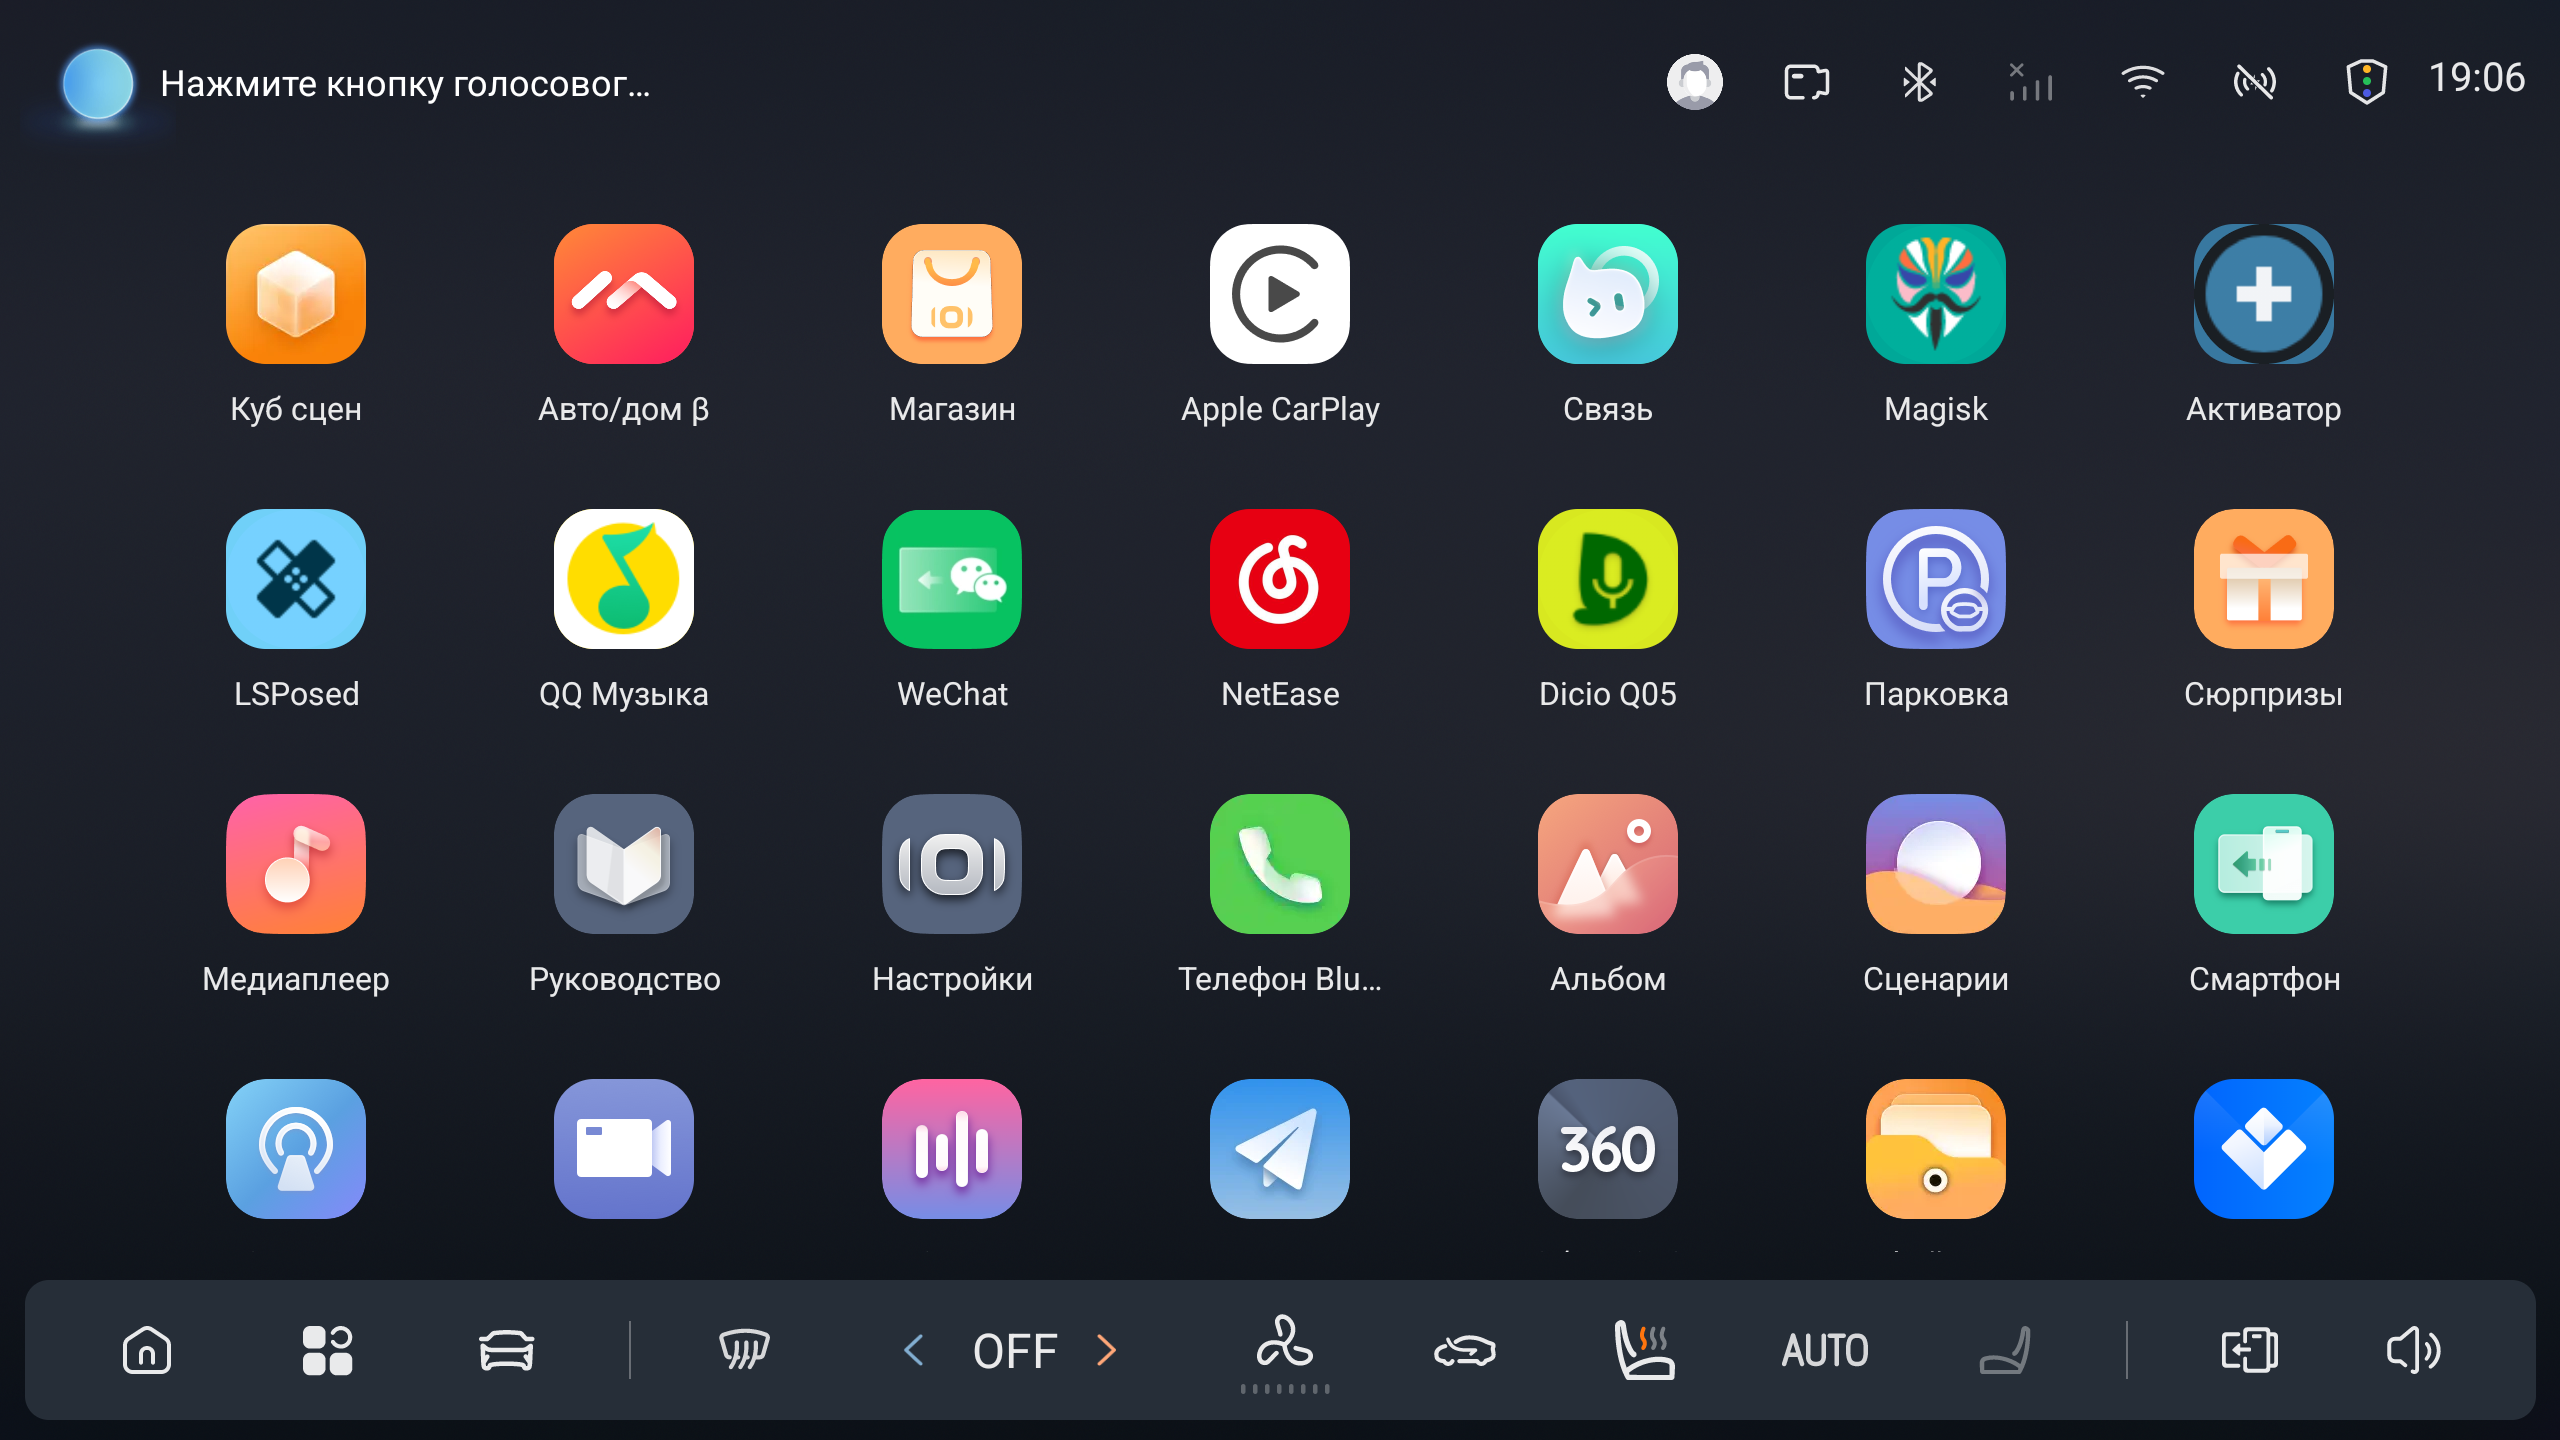 Нажмите кнопку голосовог...
19:06
Куб сцен
Авто/дом β
Магазин
Apple CarPlay
Связь
Magisk
Активатор
LSPosed
QQ Музыка
WeChat
NetEase
Dicio Q05
Парковка
Сюрпризы
Медиаплеер
Руководство
Настройки
Телефон Blu...
Альбом
Сценарии
Смартфон
360
OFF
AUTO